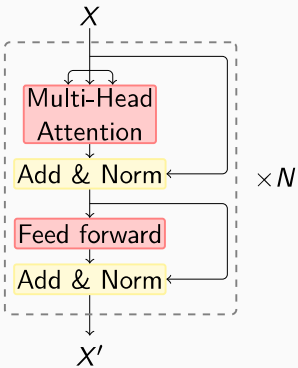 X
Multi-Head
Attention
Add & Norm
× N
Feed forward
Add & Norm
X′